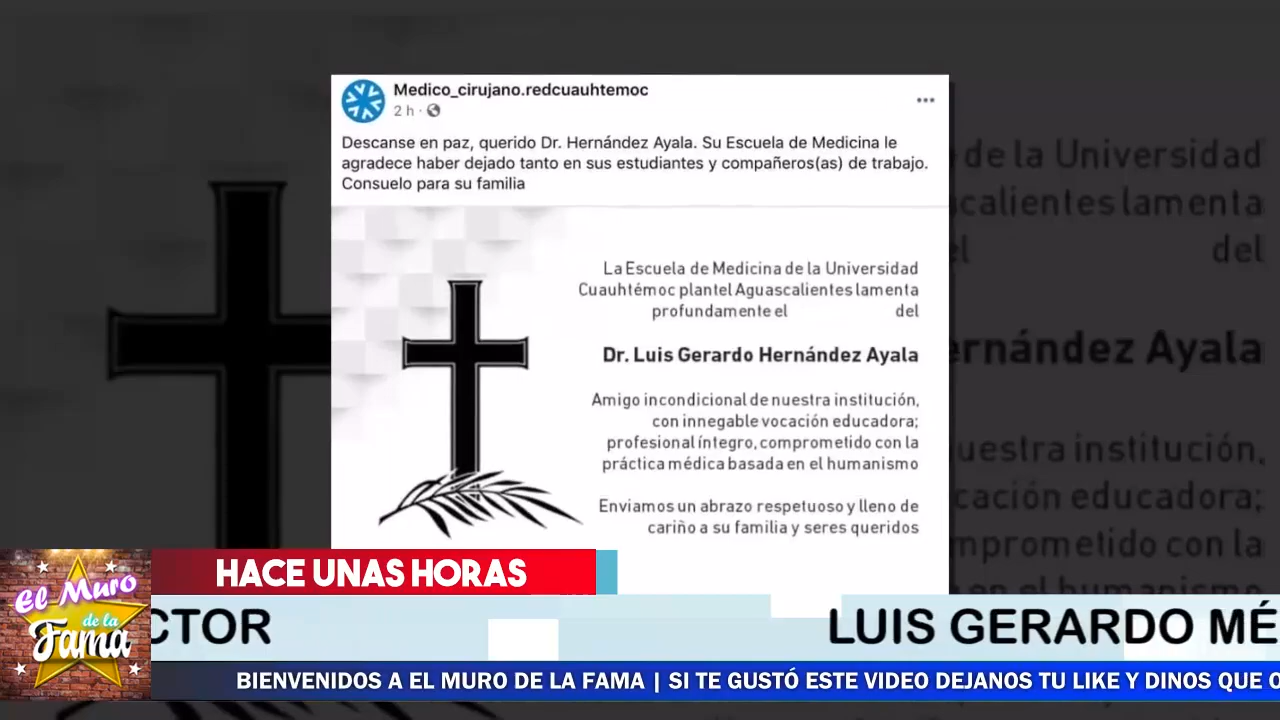 Medico_cirujano.redcuauhtemoc
2 h ·
Descanse en paz, querido Dr. Hernández Ayala. Su Escuela de Medicina le
agradece haber dejado tanto en sus estudiantes y compañeros(as) de trabajo.
Consuelo para su familia
La Escuela de Medicina de la Universidad
Cuauhtémoc plantel Aguascalientes lamenta
profundamente el del
Dr. Luis Gerardo Hernández Ayala
Amigo incondicional de nuestra institución,
con innegable vocación educadora;
profesional íntegro, comprometido con la
práctica médica basada en el humanismo
Enviamos un abrazo respetuoso y lleno de
cariño a su familia y seres queridos
de la Universidad
calientes lamenta
el del
ernández Ayala
uestra institución,
cación educadora;
mprometido con la
en el humanismo
HACE UNAS HORAS
El Muro
de la
Fama
CTOR LUIS GERARDO MÉ
BIENVENIDOS A EL MURO DE LA FAMA | SI TE GUSTÓ ESTE VIDEO DEJANOS TU LIKE Y DINOS QUE O